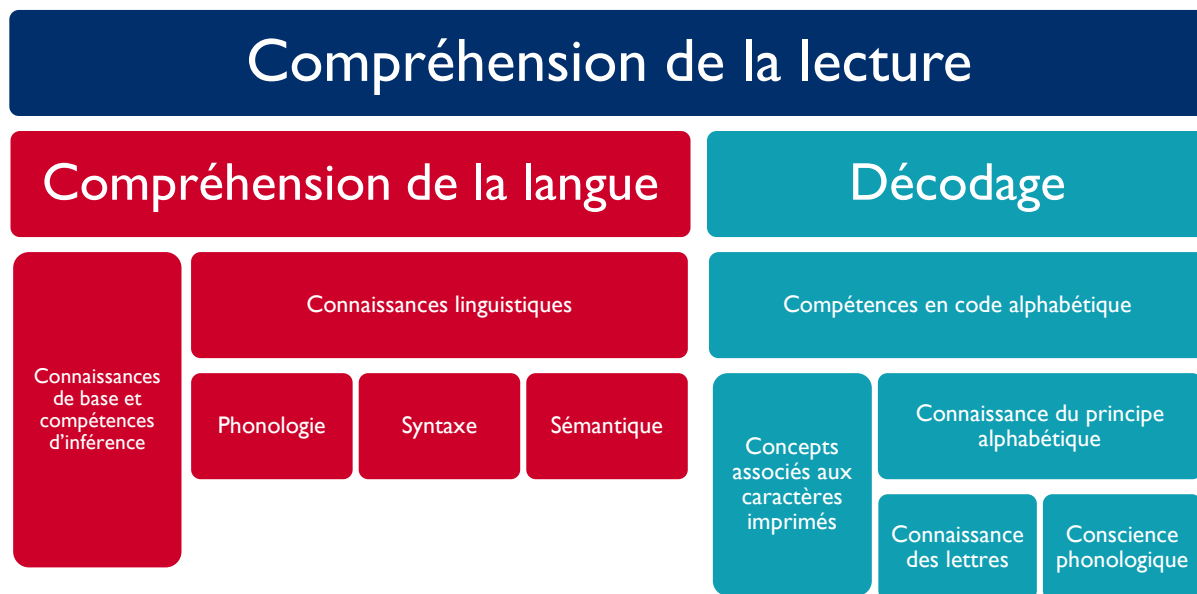 Compréhension de la lecture
Compréhension de la langue
Décodage
Connaissances
de base et
compétences
d’inférence
Connaissances linguistiques
Phonologie
Syntaxe
Sémantique
Compétences en code alphabétique
Concepts
associés aux
caractères
imprimés
Connaissance du principe
alphabétique
Connaissance
des lettres
Conscience
phonologique